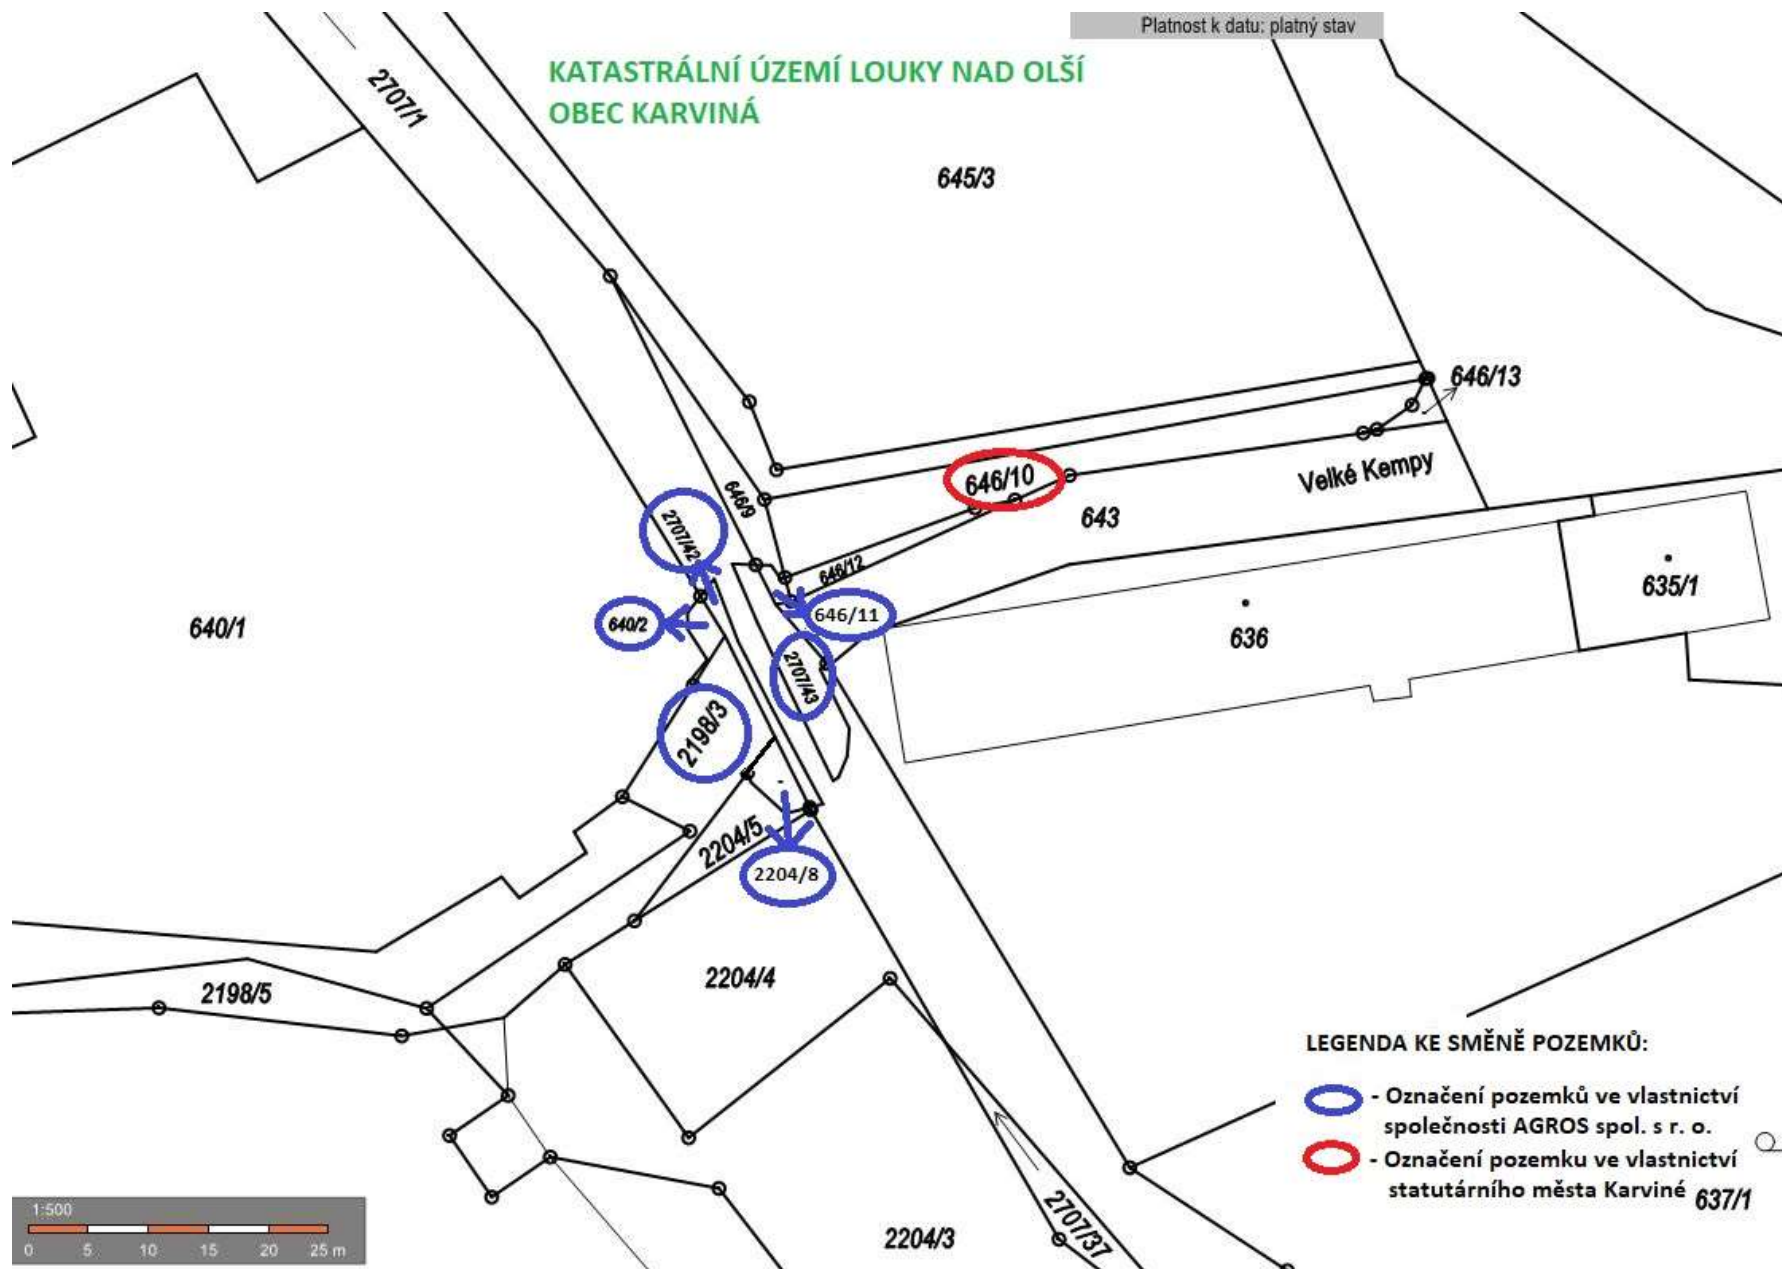 Platnost k datu: platný stav
KATASTRÁLNÍ ÚZEMÍ LOUKY NAD OLŠÍ
OBEC KARVINÁ
2707/1
645/3
646/13
646/10
Velké Kempy
646/9
643
2707/42
646/12
635/1
646/11
640/1
640/2
636
2707/43
2198/3
2204/5
2204/8
2204/4
2198/5
LEGENDA KE SMĚNĚ POZEMKŮ:
- Označení pozemků ve vlastnictví
společnosti AGROS spol. s r. o.
- Označení pozemku ve vlastnictví
statutárního města Karviné
637/1
2707/37
2204/3
1:500
0 5 10 15 20 25 m